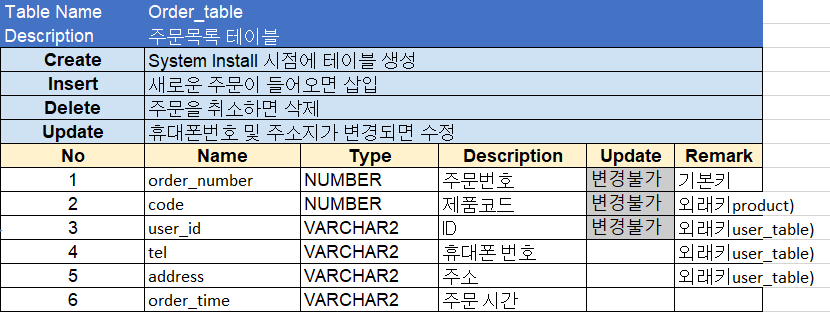 Table Name Order_table
Description 주문목록 테이블
Create System Install 시점에 테이블 생성
Insert 새로운 주문이 들어오면 삽입
Delete 주문을 취소하면 삭제
Update 휴대폰번호 및 주소지가 변경되면 수정
No Name Type Description Update Remark
1 order_number NUMBER 주문번호 변경불가 기본키
2 code NUMBER 제품코드 변경불가 외래키product)
3 user_id VARCHAR2 ID 변경불가 외래키user_table)
4 tel VARCHAR2 휴대폰 번호 외래키user_table)
5 address VARCHAR2 주소 외래키user_table)
6 order_time VARCHAR2 주문 시간